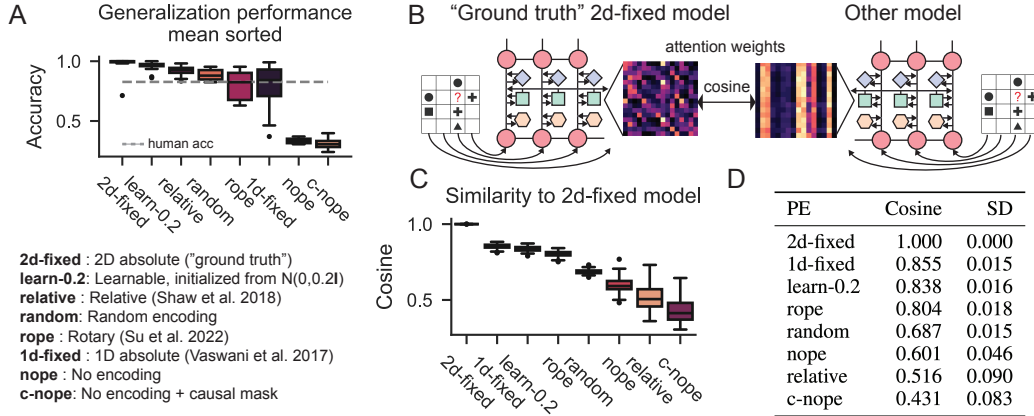 A
Generalization performance
mean sorted
Accuracy
1.0
0.5
human acc
2d-fixed
learn-0.2
relative
random
rope
1d-fixed
nope
c-nope
2d-fixed : 2D absolute ("ground truth")
learn-0.2: Learnable, initialized from N(0,0.2I)
relative : Relative (Shaw et al. 2018)
random: Random encoding
rope : Rotary (Su et al. 2022)
1d-fixed : 1D absolute (Vaswani et al. 2017)
nope : No encoding
c-nope: No encoding + causal mask
B
“Ground truth” 2d-fixed model
Other model
attention weights
cosine
?
?
C
Similarity to 2d-fixed model
Cosine
1.0
0.5
2d-fixed
1d-fixed
learn-0.2
rope
random
nope
relative
c-nope
D
PE Cosine SD
2d-fixed 1.000 0.000
1d-fixed 0.855 0.015
learn-0.2 0.838 0.016
rope 0.804 0.018
random 0.687 0.015
nope 0.601 0.046
relative 0.516 0.090
c-nope 0.431 0.083